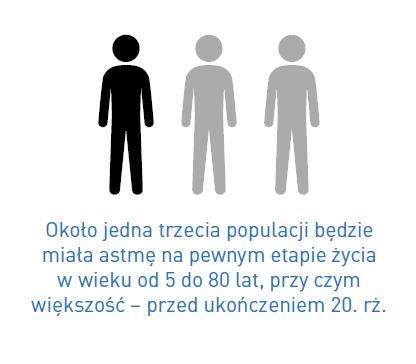 Około jedna trzecia populacji będzie
miała astmę na pewnym etapie życia
w wieku od 5 do 80 lat, przy czym
większość – przed ukończeniem 20. rż.